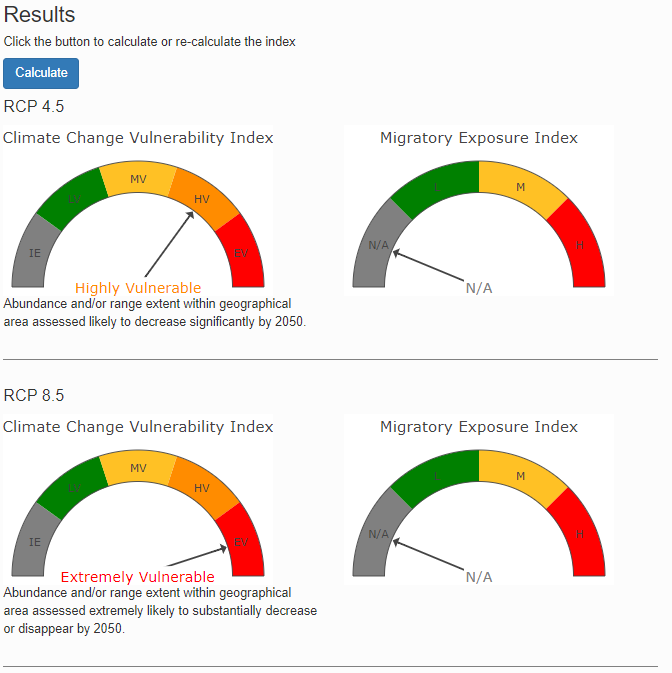 Results
Click the button to calculate or re-calculate the index
Calculate
RCP 4.5
Climate Change Vulnerability Index
IE
LV
MV
HV
EV
Highly Vulnerable
Abundance and/or range extent within geographical
area assessed likely to decrease significantly by 2050.
Migratory Exposure Index
N/A
L
M
H
N/A
RCP 8.5
Climate Change Vulnerability Index
IE
LV
MV
HV
EV
Extremely Vulnerable
Abundance and/or range extent within geographical
area assessed extremely likely to substantially decrease
or disappear by 2050.
Migratory Exposure Index
N/A
L
M
H
N/A